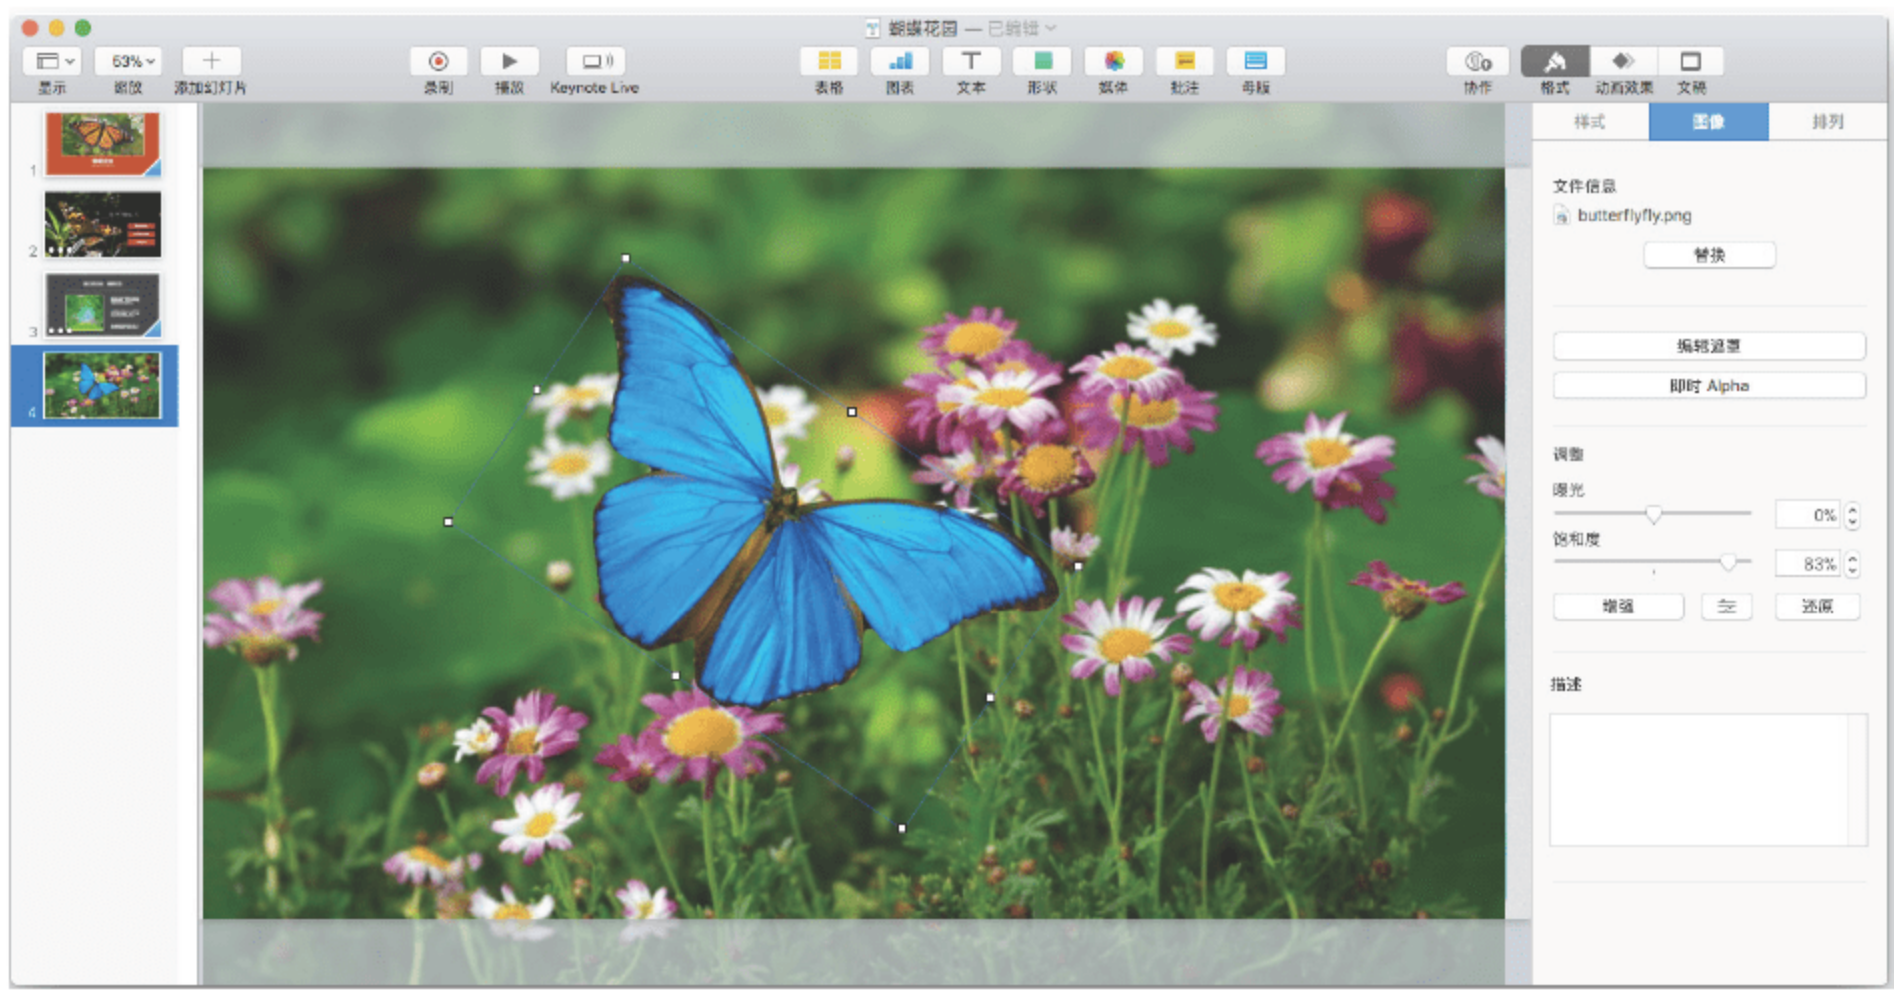 蝴蝶花园 — 已编辑
63%
显示 缩放 添加幻灯片 录制 播放 Keynote Live 表格 图表 文本 形状 媒体 批注 母版 协作 格式 动画效果 文稿
样式 图像 排列
1
2
3
4
文件信息
butterflyfly.png
替换
编辑遮罩
即时 Alpha
调整
曝光
0%
饱和度
83%
增强 还原
描述